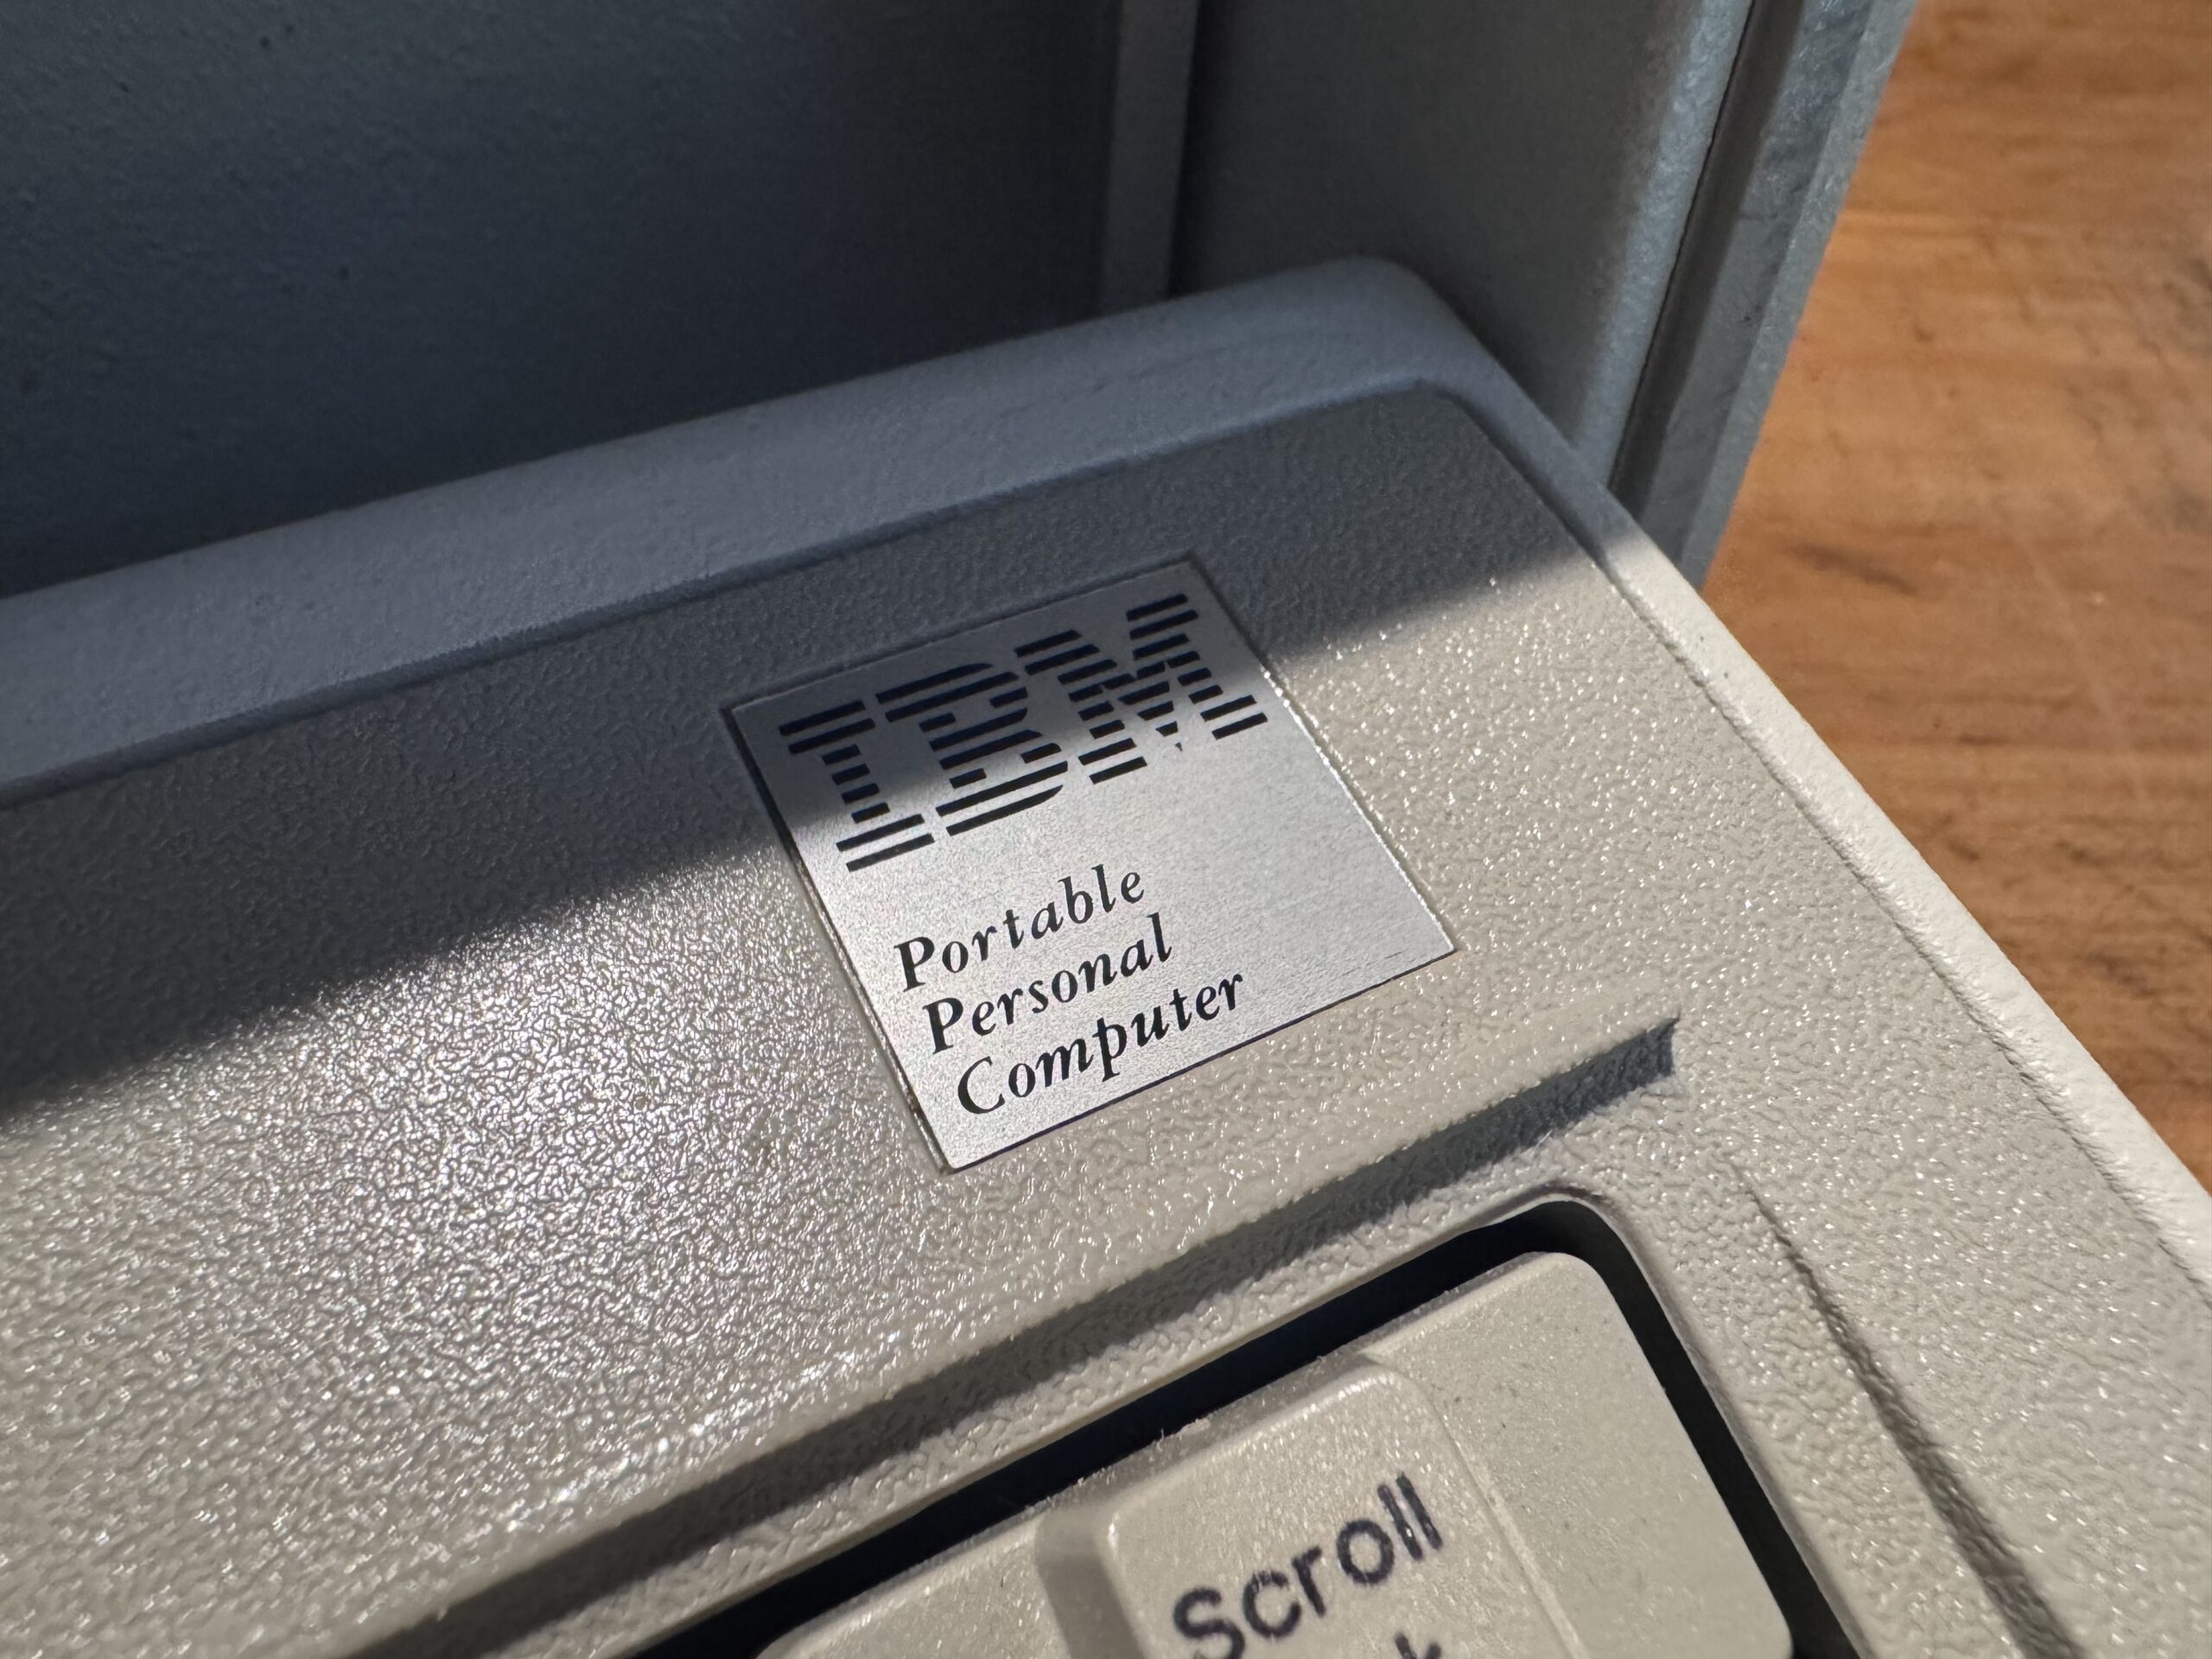 IBM
Portable
Personal
Computer
Scroll